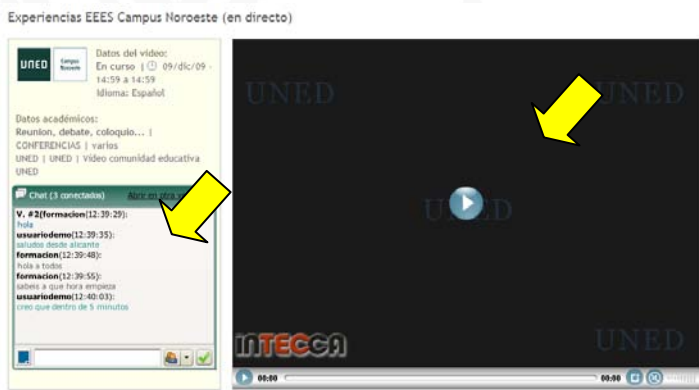 Experiencias EEES Campus Noroeste (en directo)
UNED
Campus Noroeste
Datos del video:
En curso | 09/dic/09 -
14:59 a 14:59
Idioma: Español
Datos académicos:
Reunion, debate, coloquio... |
CONFERENCIAS | varios
UNED | UNED | Video comunidad educativa
UNED
Chat (3 conectados) Abrir en otra
V. #2(formacion(12:39:29):
hola
usuariodemo(12:39:35):
saludos desde alicante
formacion(12:39:48):
hola a todos
formacion(12:39:55):
sabeis a que hora empieza
usuariodemo(12:40:03):
creo que dentro de 5 minutos
UNED
UNED
UNED
INTECCA
UNED
00:00
00:00